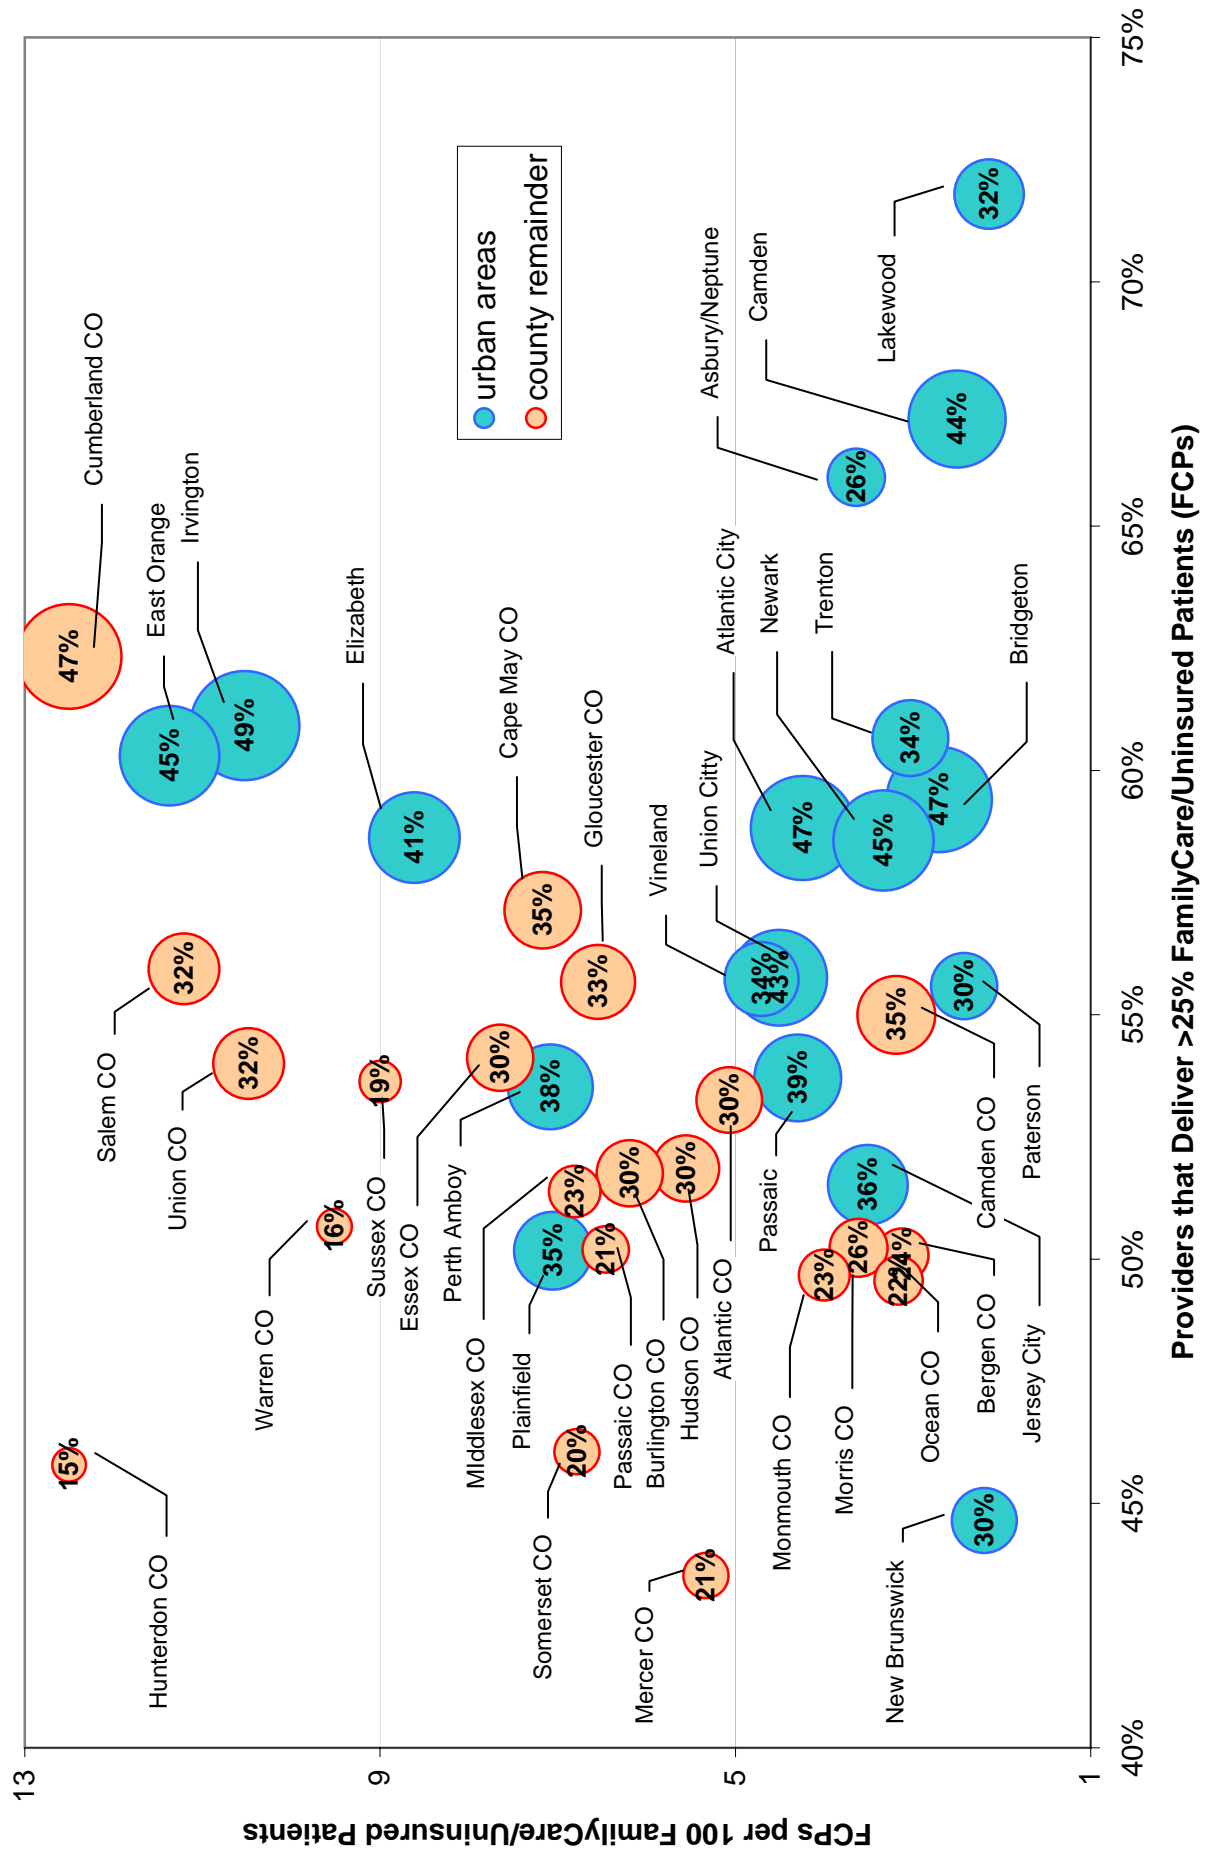 FCPs per 100 FamilyCare/Uninsured Patients
13
9
5
1
40%
45%
50%
55%
60%
65%
70%
75%
Providers that Deliver >25% FamilyCare/Uninsured Patients (FCPs)
urban areas
county remainder
Hunterdon CO
15%
Warren CO
16%
Salem CO
32%
Union CO
32%
Sussex CO
19%
Essex CO
30%
Perth Amboy
38%
MIddlesex CO
23%
Plainfield
35%
Passaic CO
21%
Burlington CO
30%
Hudson CO
30%
Atlantic CO
30%
Somerset CO
20%
Mercer CO
21%
Cumberland CO
47%
East Orange
45%
Irvington
49%
Elizabeth
41%
Cape May CO
35%
Gloucester CO
33%
Vineland
34%
Union Citty
43%
Atlantic City
47%
Newark
45%
Trenton
34%
Bridgeton
47%
Asbury/Neptune
26%
Camden
44%
Lakewood
32%
Passaic
39%
Monmouth CO
23%
Morris CO
26%
Ocean CO
22%
Bergen CO
24%
Jersey City
36%
Camden CO
35%
Paterson
30%
New Brunswick
30%